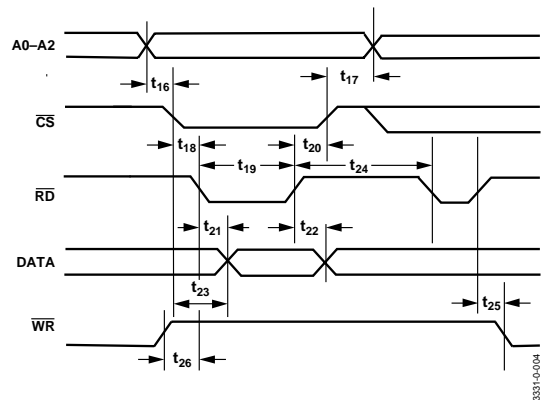 A0–A2
t16
t17
CS
t18
t20
t19
t24
RD
t21
t22
DATA
t23
t25
WR
t26
3331-0-004